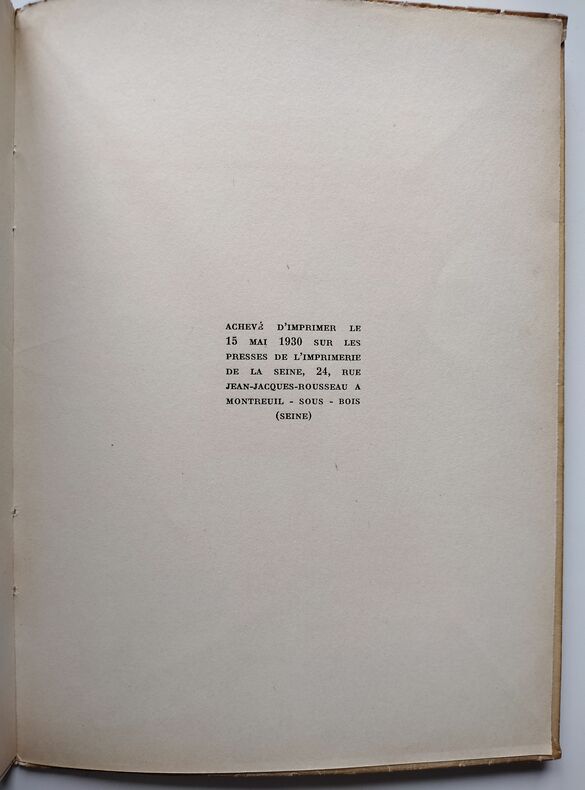 ACHEVÉ D'IMPRIMER LE
15 MAI 1930 SUR LES
PRESSES DE L'IMPRIMERIE
DE LA SEINE, 24, RUE
JEAN-JACQUES-ROUSSEAU A
MONTREUIL - SOUS - BOIS
(SEINE)